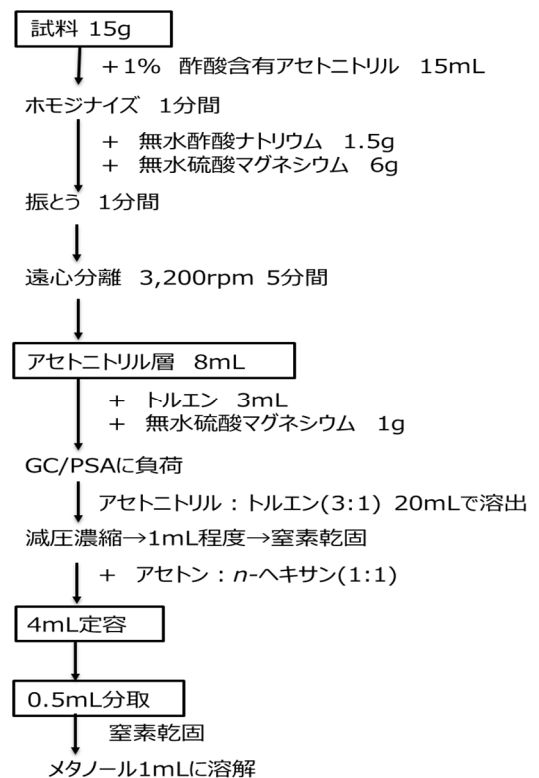 試料 15g
+1% 酢酸含有アセトニトリル 15mL
ホモジナイズ 1分間
+ 無水酢酸ナトリウム 1.5g
+ 無水硫酸マグネシウム 6g
振とう 1分間
遠心分離 3,200rpm 5分間
アセトニトリル層 8mL
+ トルエン 3mL
+ 無水硫酸マグネシウム 1g
GC/PSAに負荷
アセトニトリル：トルエン(3:1) 20mLで溶出
減圧濃縮→1mL程度→窒素乾固
+ アセトン：n-ヘキサン(1:1)
4mL定容
0.5mL分取
窒素乾固
メタノール1mLに溶解